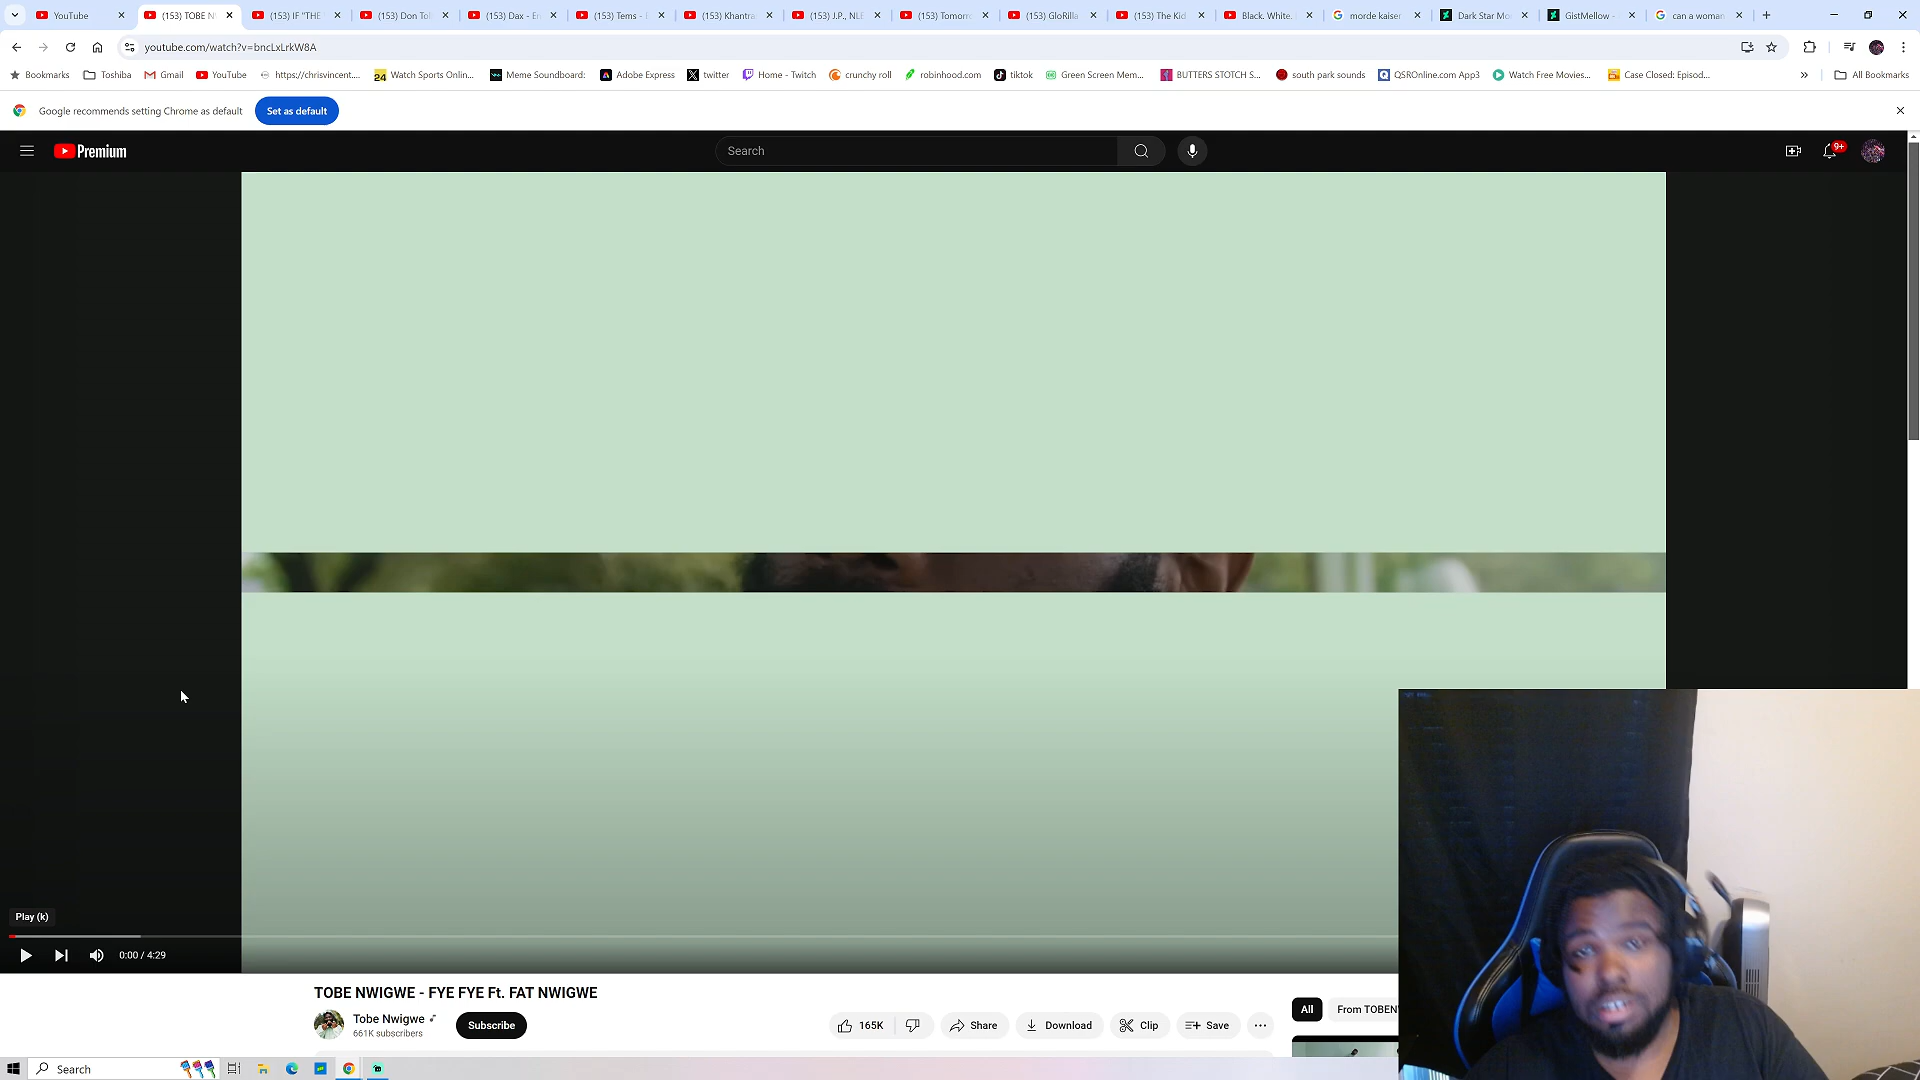 YouTube
(153) TOBE N
(153) IF "THE
(153) Don Tol
(153) Dax - E
(153) Tems -
(153) Khantra
(153) J.P., NLE
(153) Tomorro
(153) GloRilla
(153) The Kid
Black. White.
morde kaiser
Dark Star Mo
GistMellow -
can a woman
youtube.com/watch?v=bncLxLrkW8A
Bookmarks
Toshiba
Gmail
YouTube
https://chrisvincent....
Watch Sports Onlin...
Meme Soundboard:
Adobe Express
twitter
Home - Twitch
crunchy roll
robinhood.com
tiktok
Green Screen Mem...
BUTTERS STOTCH S...
south park sounds
QSROnline.com App3
Watch Free Movies...
Case Closed: Episod...
All Bookmarks
Google recommends setting Chrome as default
Set as default
Premium
Search
9+
Play (k)
0:00 / 4:29
TOBE NWIGWE - FYE FYE Ft. FAT NWIGWE
Tobe Nwigwe
661K subscribers
Subscribe
165K
Share
Download
Clip
Save
All
From TOBEN
Search